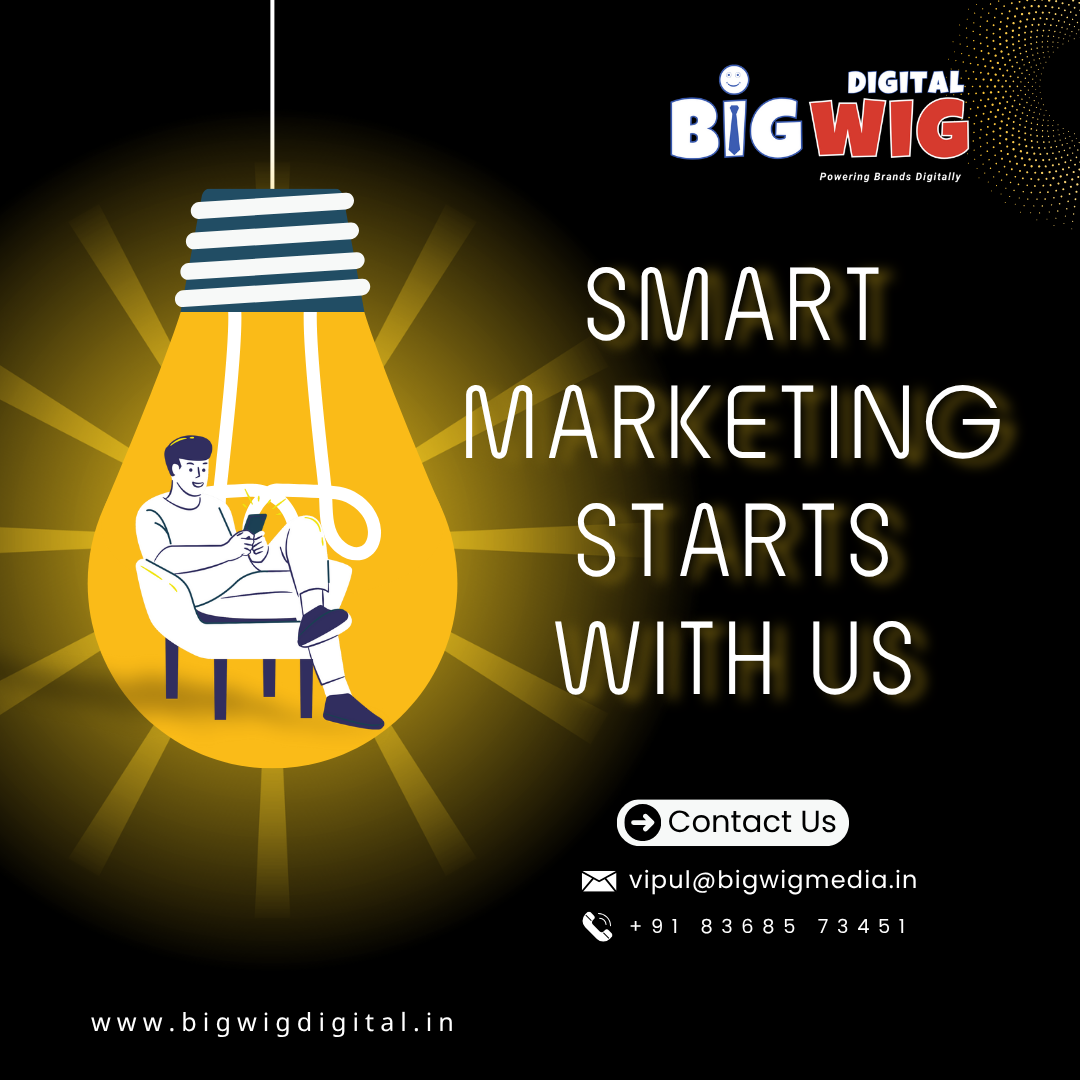 DIGITAL
BiG WIG
Powering Brands Digitally
SMART
MARKETING
STARTS
WITH US
Contact Us
vipul@bigwigmedia.in
+91 83685 73451
www.bigwigdigital.in